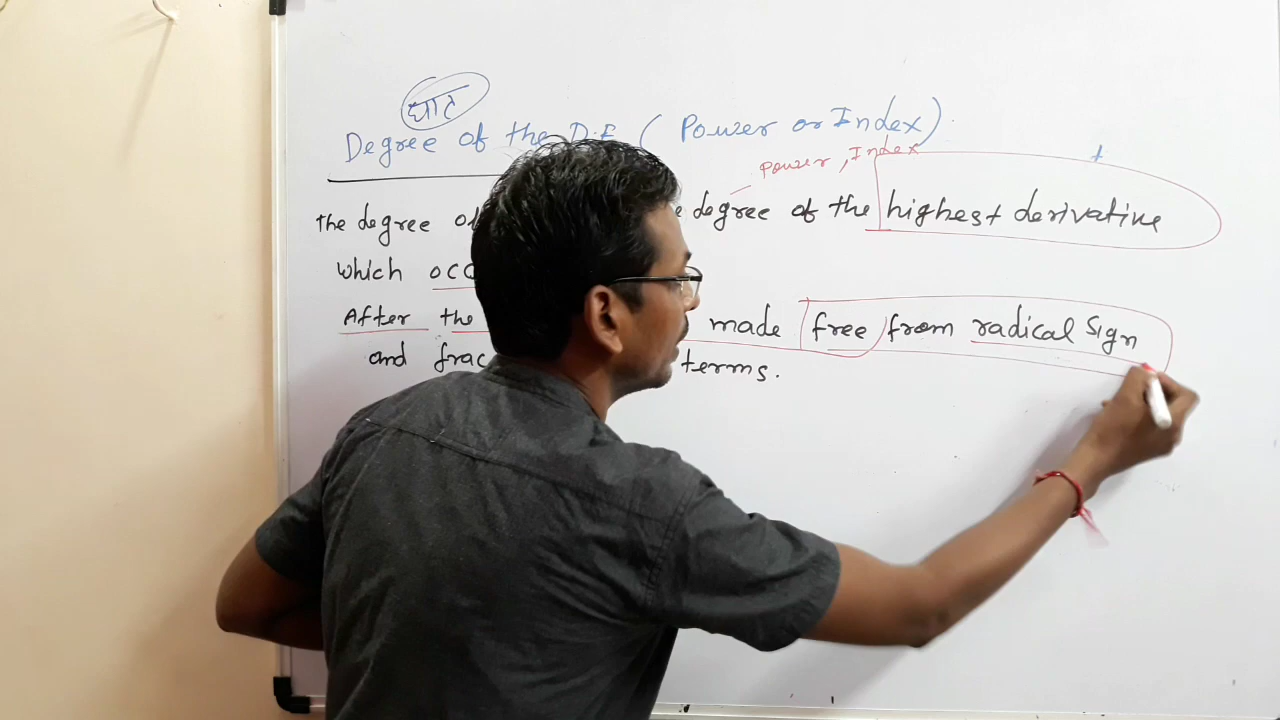 घात
Degree of the D.E ( Power or Index)
Power, Index
The degree of degree of the highest derivative
which occ
After the made free from radical sign
and frac terms.